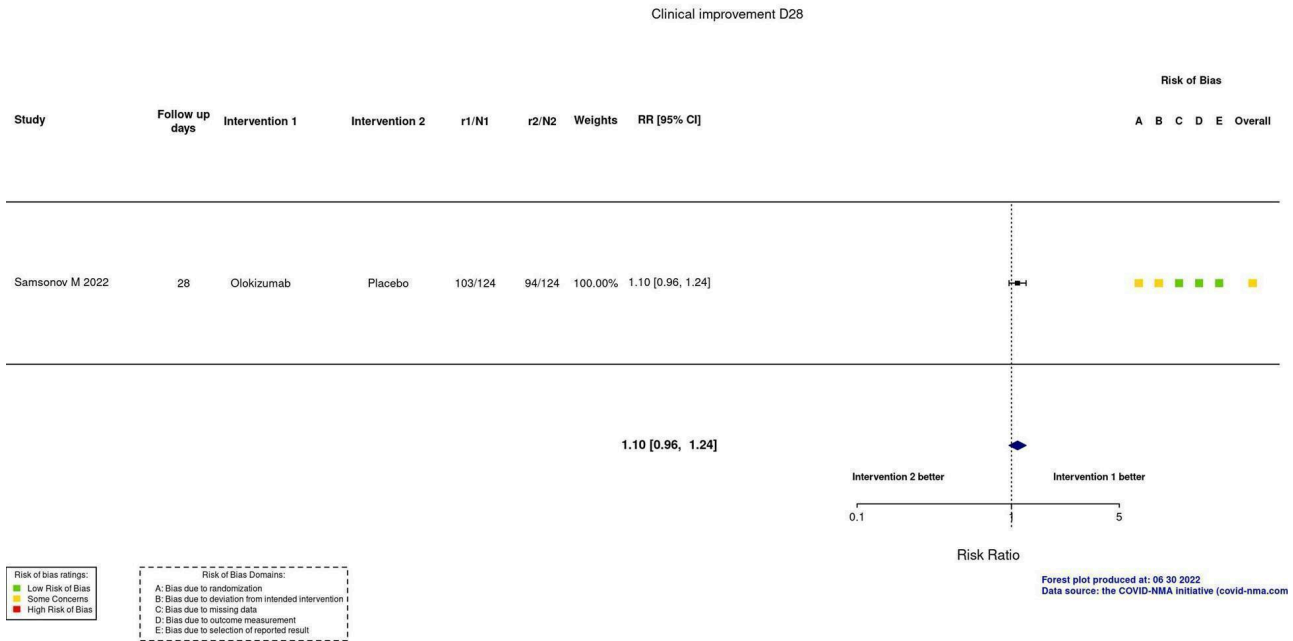 Clinical improvement D28
Risk of Bias
Study Follow up days Intervention 1 Intervention 2 r1/N1 r2/N2 Weights RR [95% CI] A B C D E Overall
Samsonov M 2022 28 Olokizumab Placebo 103/124 94/124 100.00% 1.10 [0.96, 1.24]
1.10 [0.96, 1.24]
Intervention 2 better Intervention 1 better
0.1 1 5
Risk Ratio
Risk of bias ratings:
Low Risk of Bias
Some Concerns
High Risk of Bias
Risk of Bias Domains:
A: Bias due to randomization
B: Bias due to deviation from intended intervention
C: Bias due to missing data
D: Bias due to outcome measurement
E: Bias due to selection of reported result
Forest plot produced at: 06 30 2022
Data source: the COVID-NMA initiative (covid-nma.com